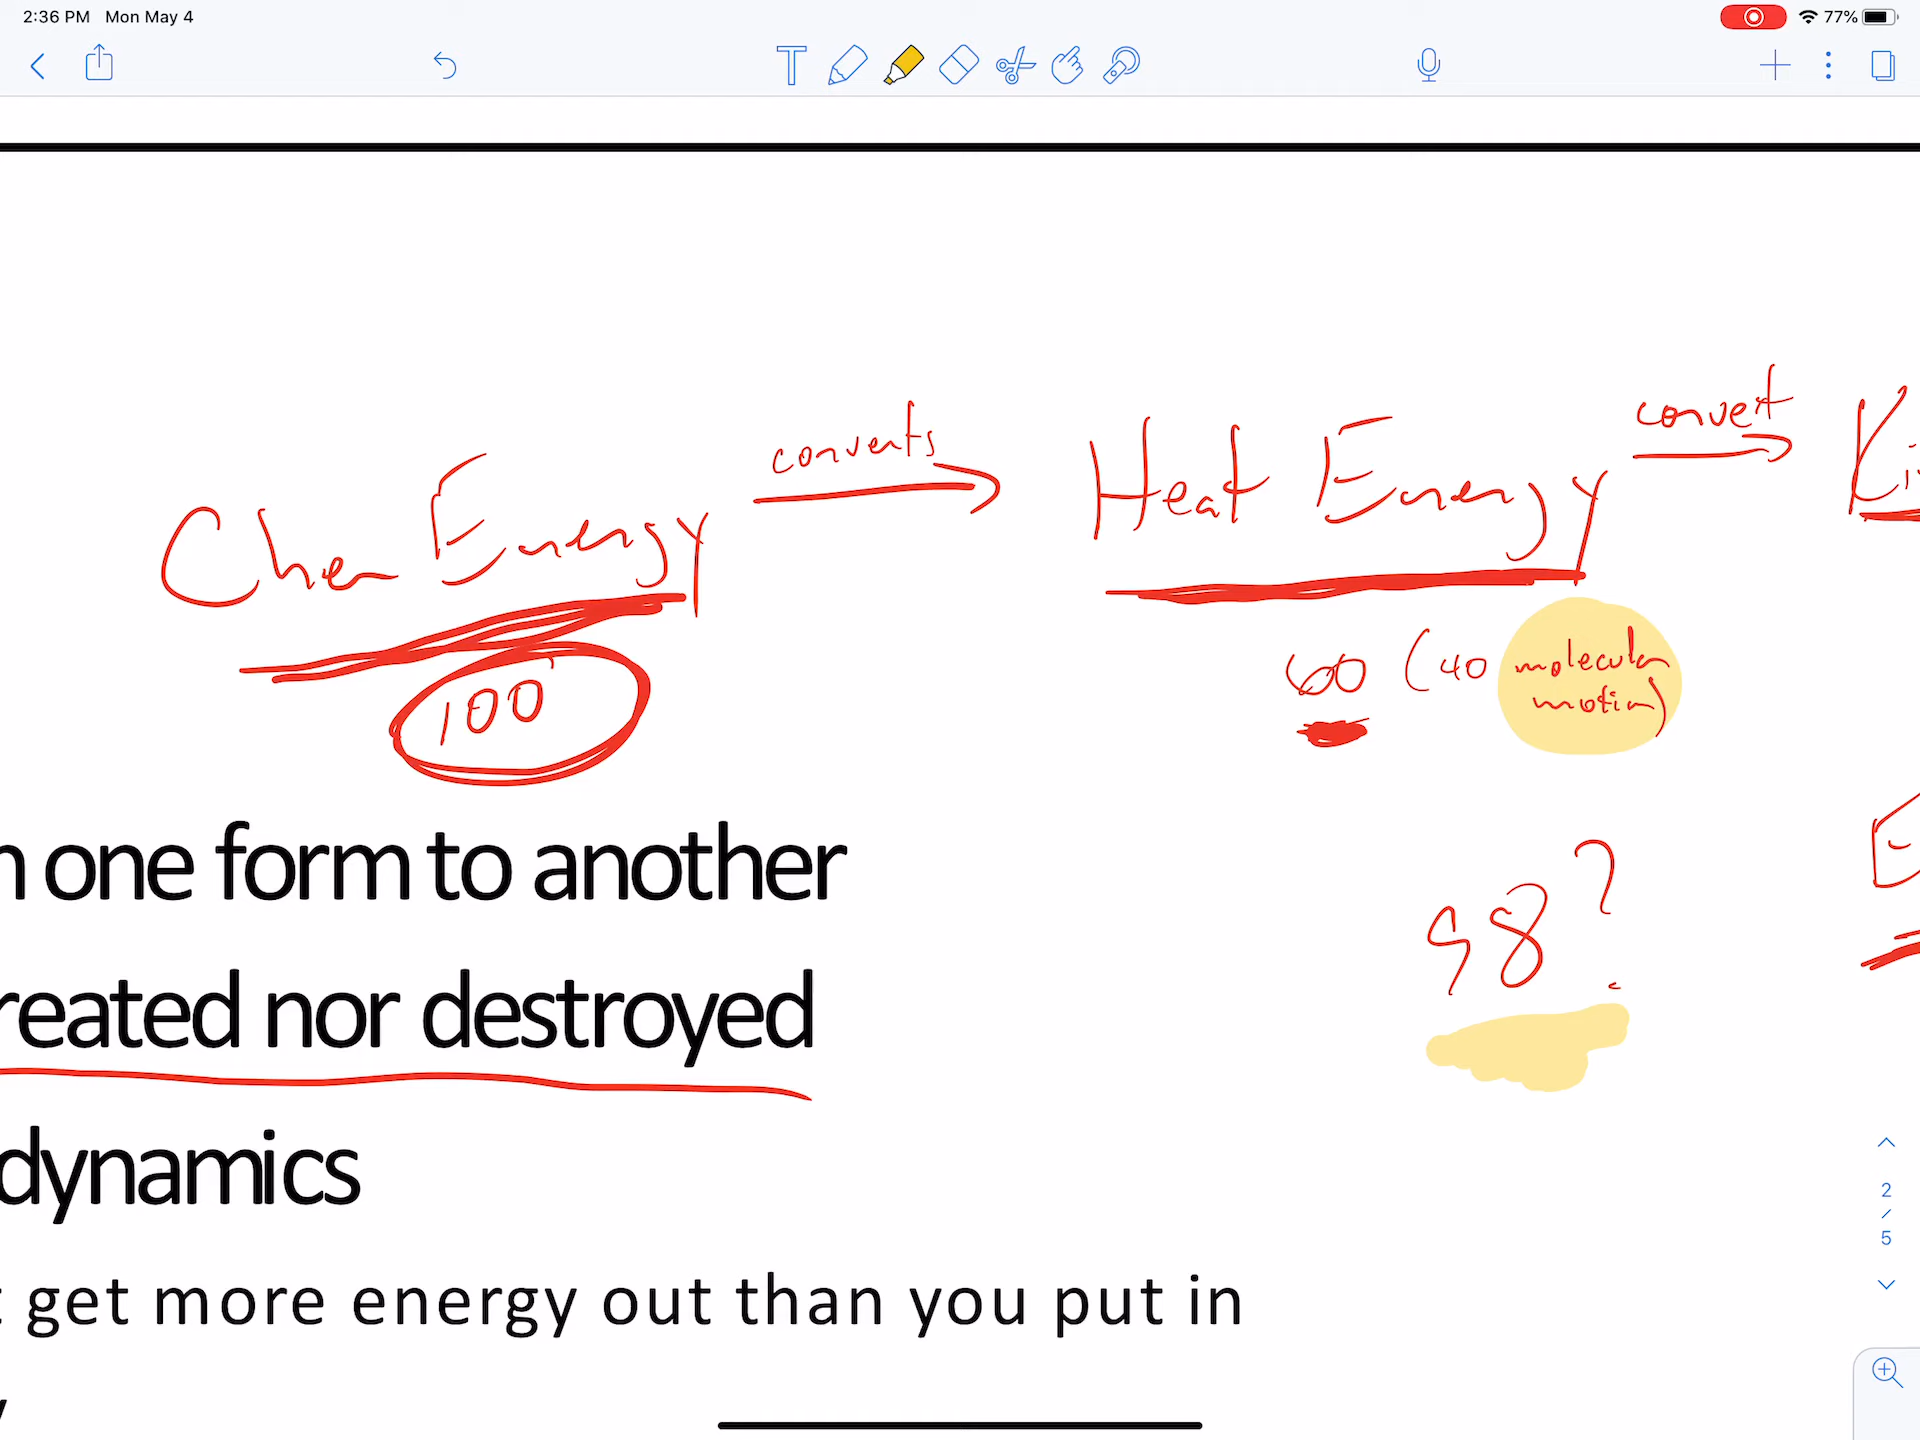 2:36 PM Mon May 4
77%
T
converts
convert
Chem Energy
Heat Energy
Ki
100
60 (40 molecular
motion)
n one form to another
98?
E
reated nor destroyed
dynamics
2
/
5
get more energy out than you put in